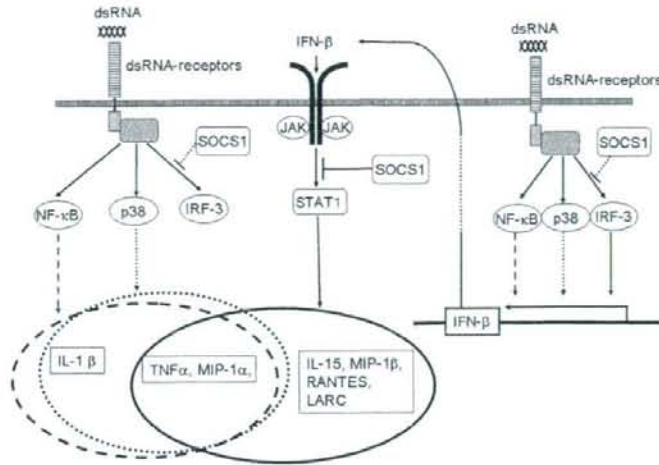 dsRNA
dsRNA-receptors
SOCS1
NF-κB
p38
IRF-3
IFN-β
JAK
JAK
SOCS1
STAT1
dsRNA
dsRNA-receptors
SOCS1
NF-κB
p38
IRF-3
IFN-β
IL-1 β
TNFα, MIP-1α,
IL-15, MIP-1β,
RANTES,
LARC